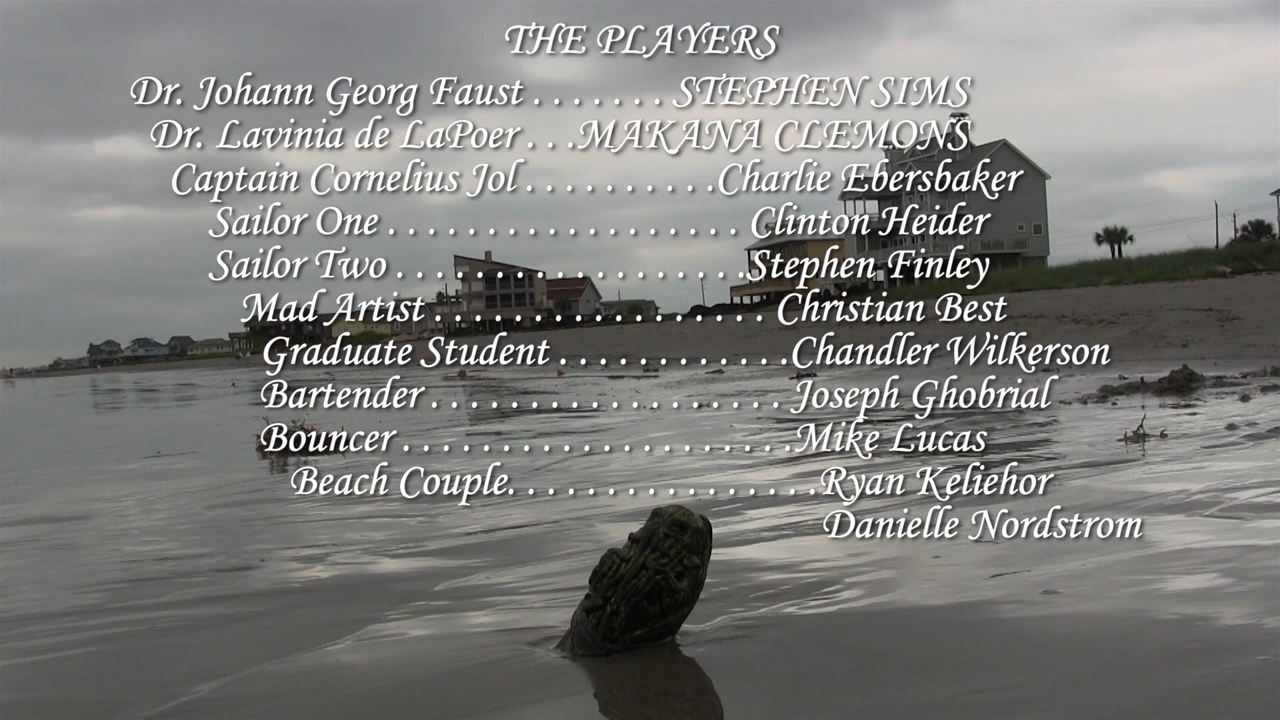 THE PLAYERS
Dr. Johann Georg Faust . . . . . . . STEPHEN SIMS
Dr. Lavinia de LaPoer . . .MAKANA CLEMONS
Captain Cornelius Jol . . . . . . . . . .Charlie Ebersbaker
Sailor One . . . . . . . . . . . . . . . . . . Clinton Heider
Sailor Two . . . . . . . . . . . . . . . . . .Stephen Finley
Mad Artist . . . . . . . . . . . . . . . . . Christian Best
Graduate Student . . . . . . . . . . . .Chandler Wilkerson
Bartender . . . . . . . . . . . . . . . . . . Joseph Ghobrial
Bouncer . . . . . . . . . . . . . . . . . . . .Mike Lucas
Beach Couple. . . . . . . . . . . . . . . .Ryan Keliehor
Danielle Nordstrom